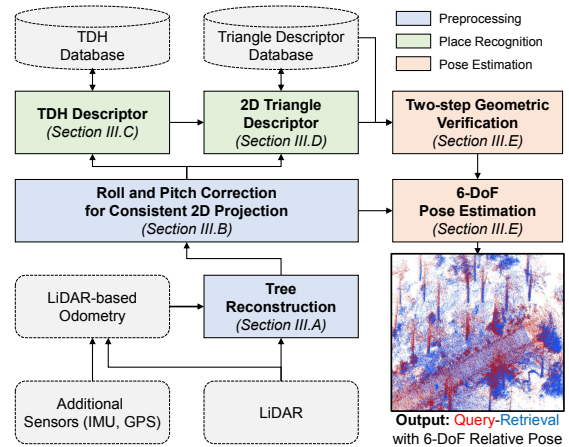 TDH
Database
Triangle Descriptor
Database
Preprocessing
Place Recognition
Pose Estimation
TDH Descriptor
(Section III.C)
2D Triangle
Descriptor
(Section III.D)
Two-step Geometric
Verification
(Section III.E)
Roll and Pitch Correction
for Consistent 2D Projection
(Section III.B)
6-DoF
Pose Estimation
(Section III.E)
LiDAR-based
Odometry
Tree
Reconstruction
(Section III.A)
Additional
Sensors (IMU, GPS)
LiDAR
Output: Query-Retrieval
with 6-DoF Relative Pose